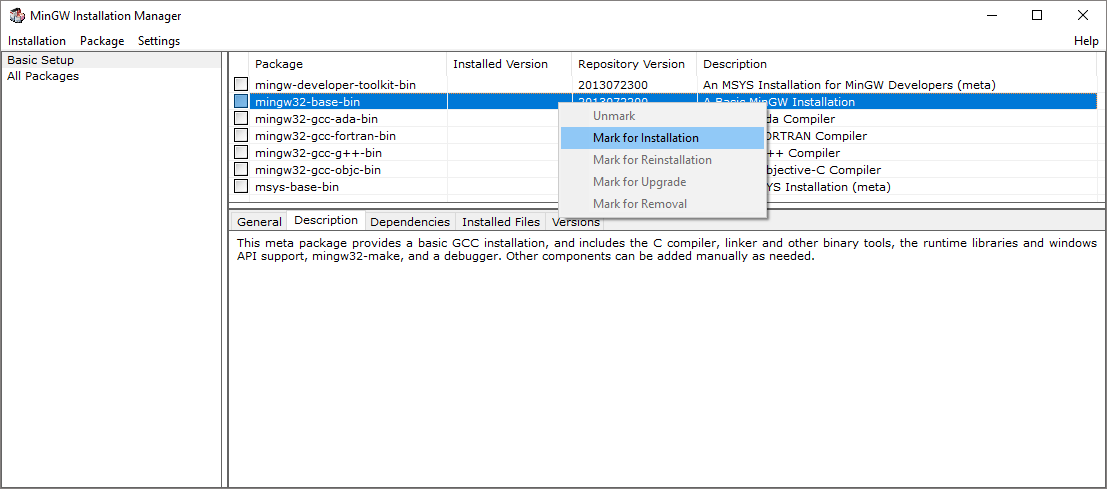 MinGW Installation Manager
Installation Package Settings Help
Basic Setup
All Packages
Package Installed Version Repository Version Description
mingw-developer-toolkit-bin 2013072300 An MSYS Installation for MinGW Developers (meta)
mingw32-base-bin 2013072200 A Basic MinGW Installation
mingw32-gcc-ada-bin da Compiler
mingw32-gcc-fortran-bin ORTRAN Compiler
mingw32-gcc-g++-bin ++ Compiler
mingw32-gcc-objc-bin bjective-C Compiler
msys-base-bin YS Installation (meta)
Unmark
Mark for Installation
Mark for Reinstallation
Mark for Upgrade
Mark for Removal
General Description Dependencies Installed Files Versions
This meta package provides a basic GCC installation, and includes the C compiler, linker and other binary tools, the runtime libraries and windows
API support, mingw32-make, and a debugger. Other components can be added manually as needed.